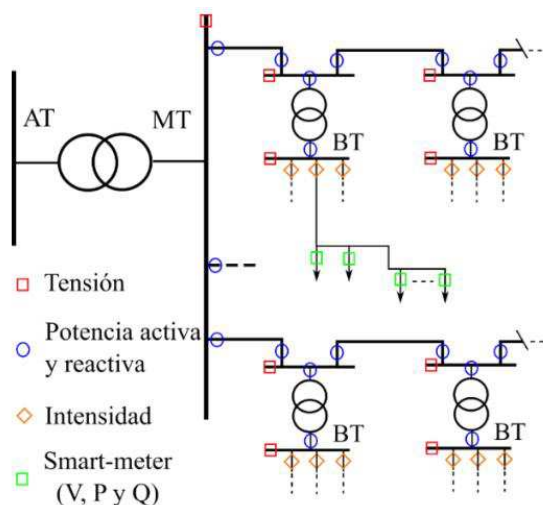 AT
MT
BT
BT
Tensión
Potencia activa
y reactiva
Intensidad
Smart-meter
(V, P y Q)
BT
BT